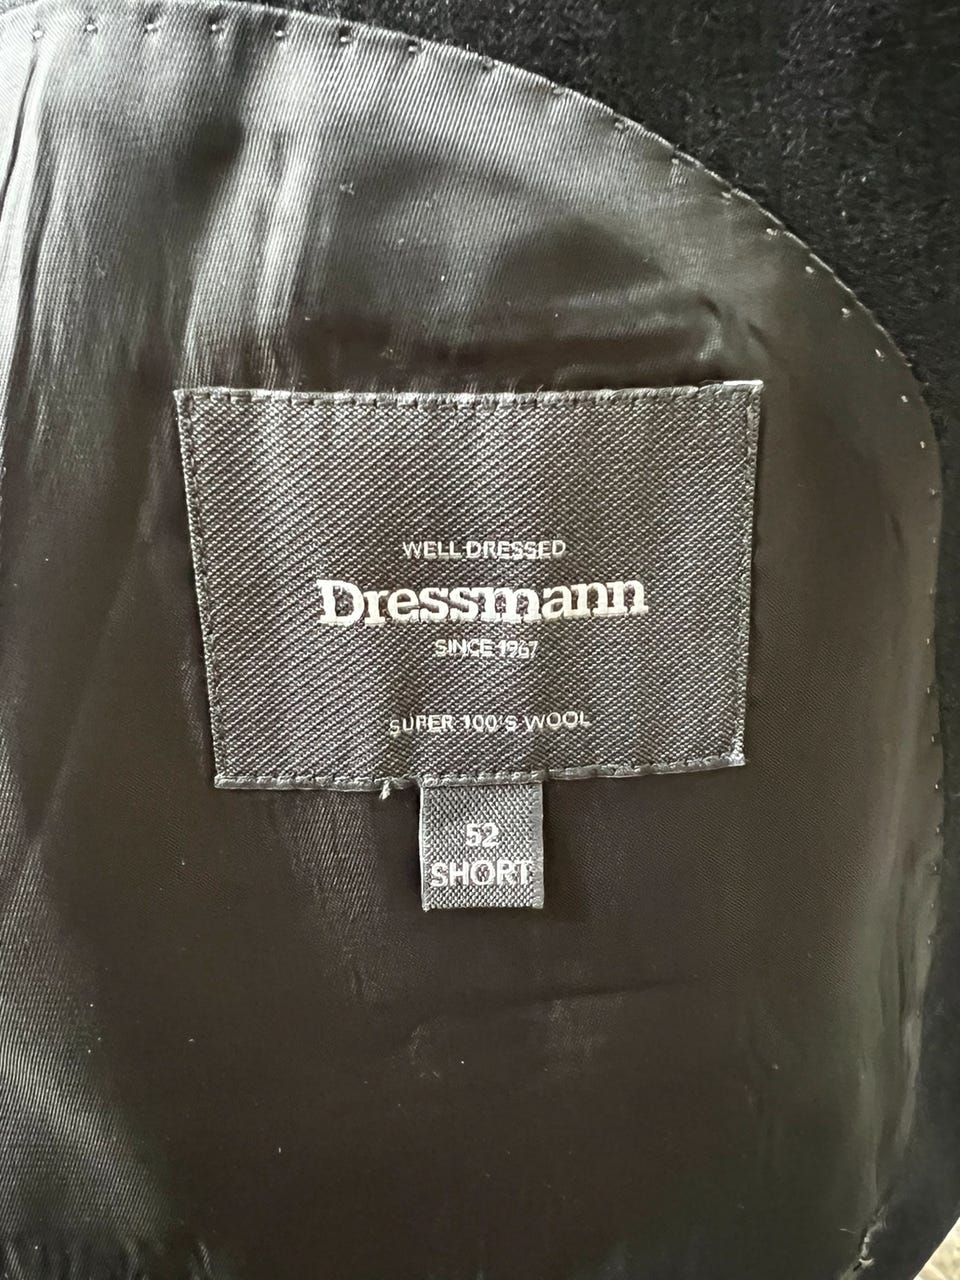 WELL DRESSED
Dressmann
SINCE 1967
SUPER 100'S WOOL
52
SHORT